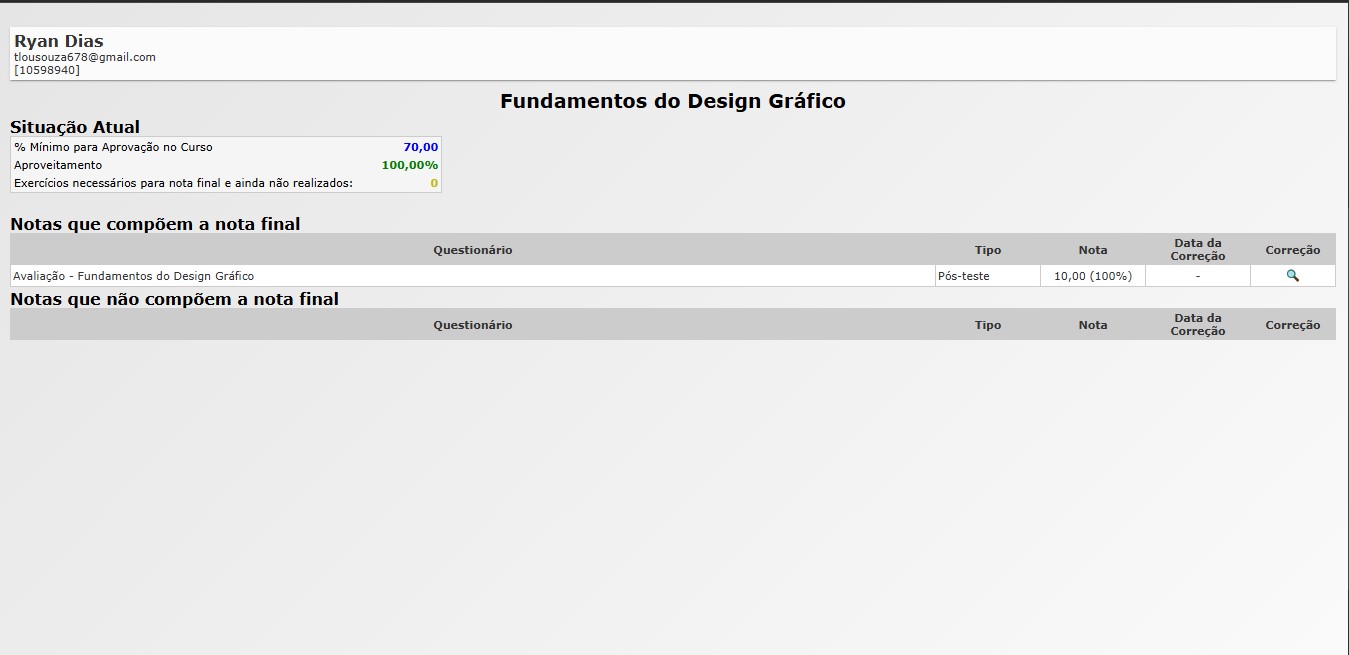 Ryan Dias
tlousouza678@gmail.com
[10598940]
Fundamentos do Design Gráfico
Situação Atual
% Mínimo para Aprovação no Curso 70,00
Aproveitamento 100,00%
Exercícios necessários para nota final e ainda não realizados: 0
Notas que compõem a nota final
Questionário Tipo Nota Data da Correção Correção
Avaliação - Fundamentos do Design Gráfico Pós-teste 10,00 (100%) -
Notas que não compõem a nota final
Questionário Tipo Nota Data da Correção Correção